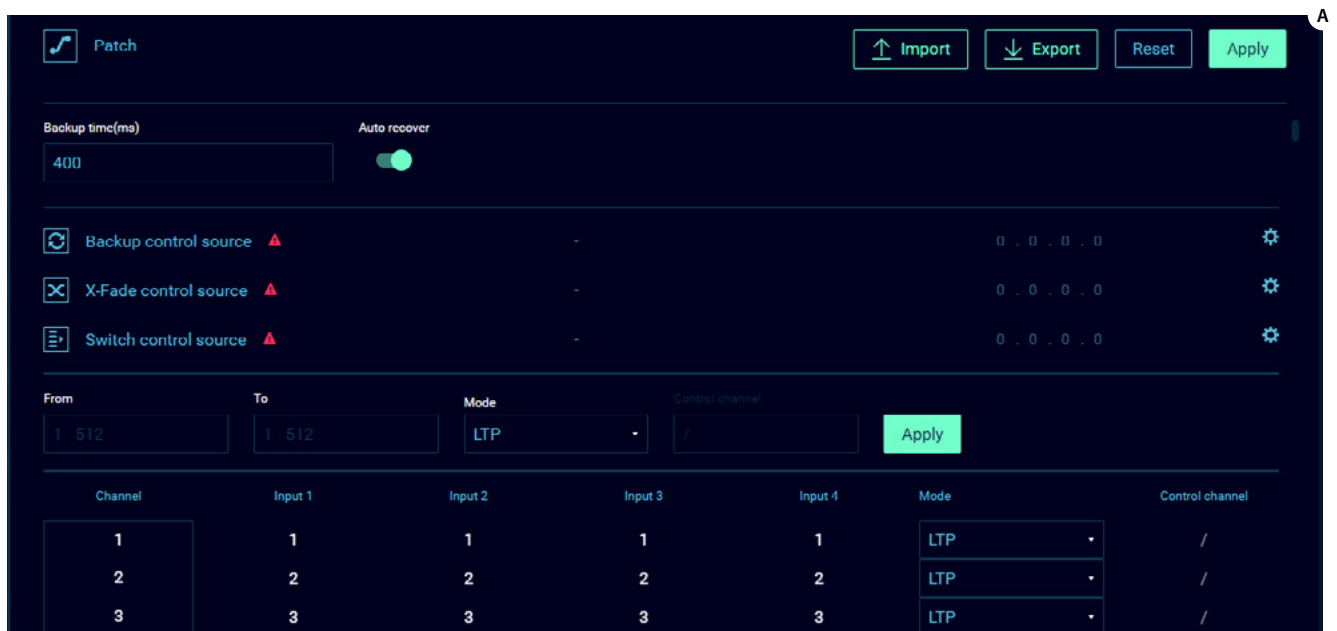 A
Patch Import Export Reset Apply
Backup time(ms) Auto recover
400
Backup control source - 0 . 0 . 0 . 0
X-Fade control source - 0 . 0 . 0 . 0
Switch control source - 0 . 0 . 0 . 0
From To Mode Control channel
1 - 512 1 - 512 LTP / Apply
Channel Input 1 Input 2 Input 3 Input 4 Mode Control channel
1 1 1 1 1 LTP /
2 2 2 2 2 LTP /
3 3 3 3 3 LTP /